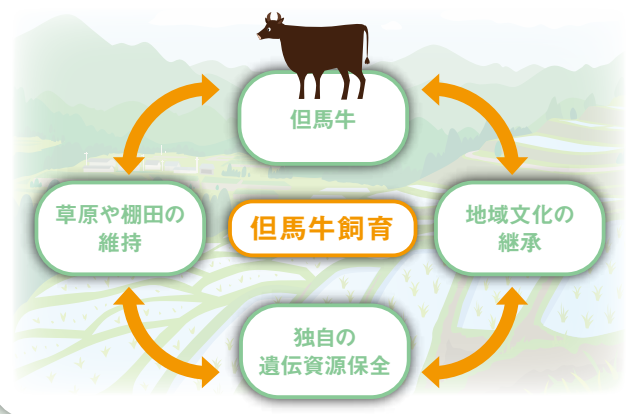 但馬牛
草原や棚田の
維持
但馬牛飼育
地域文化の
継承
独自の
遺伝資源保全